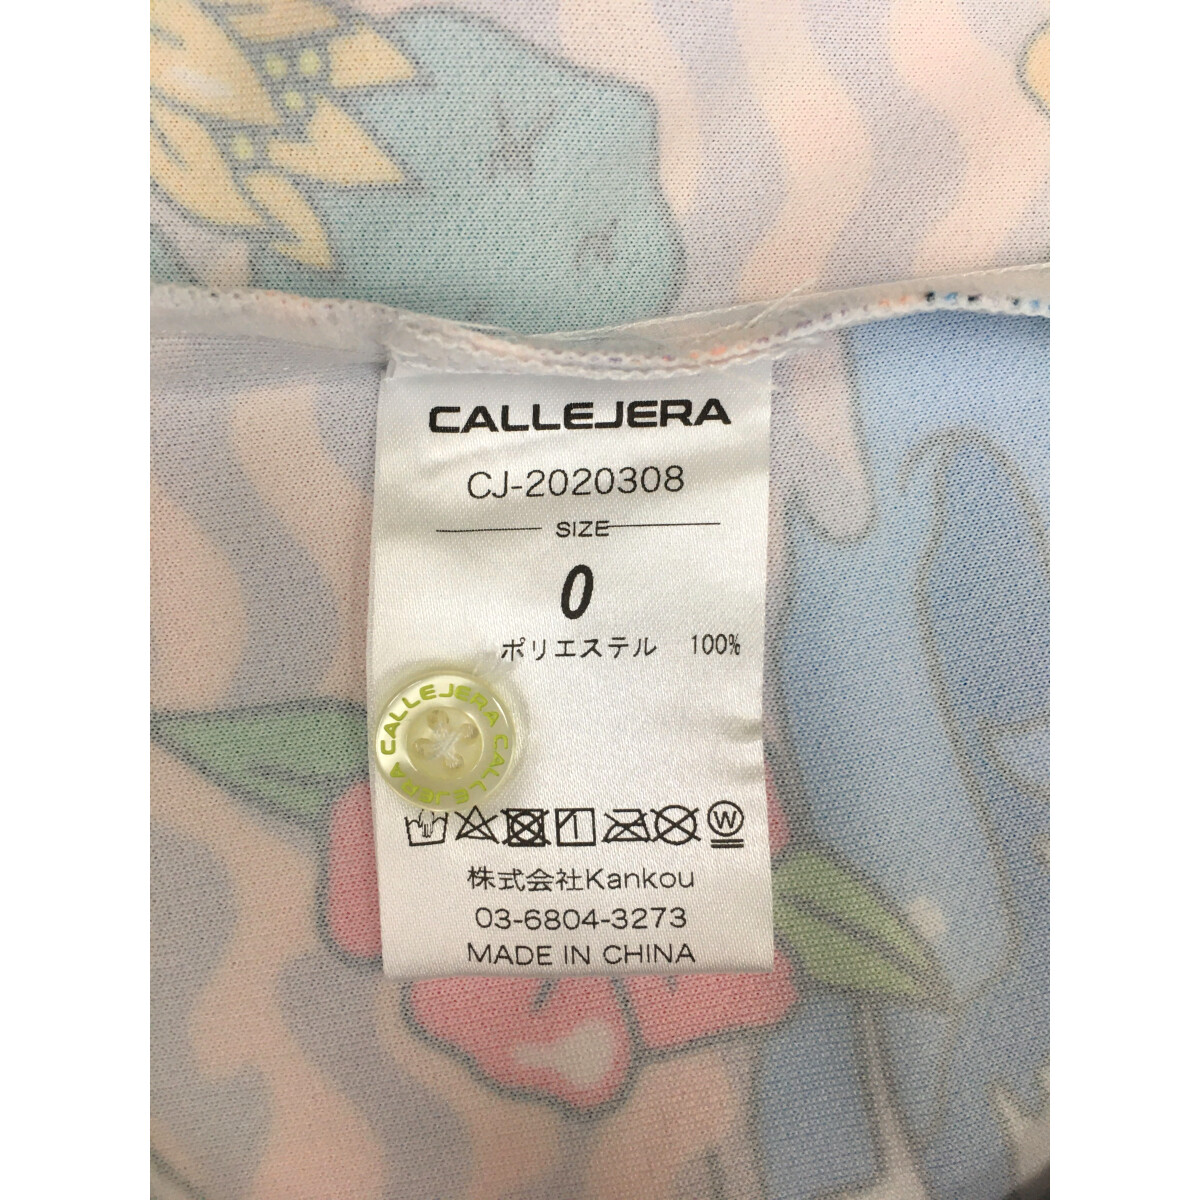 CALLEJERA
CJ-2020308
SIZE
0
ポリエステル 100%
CALLEJERA CALLEJERA
W
株式会社Kankou
03-6804-3273
MADE IN CHINA